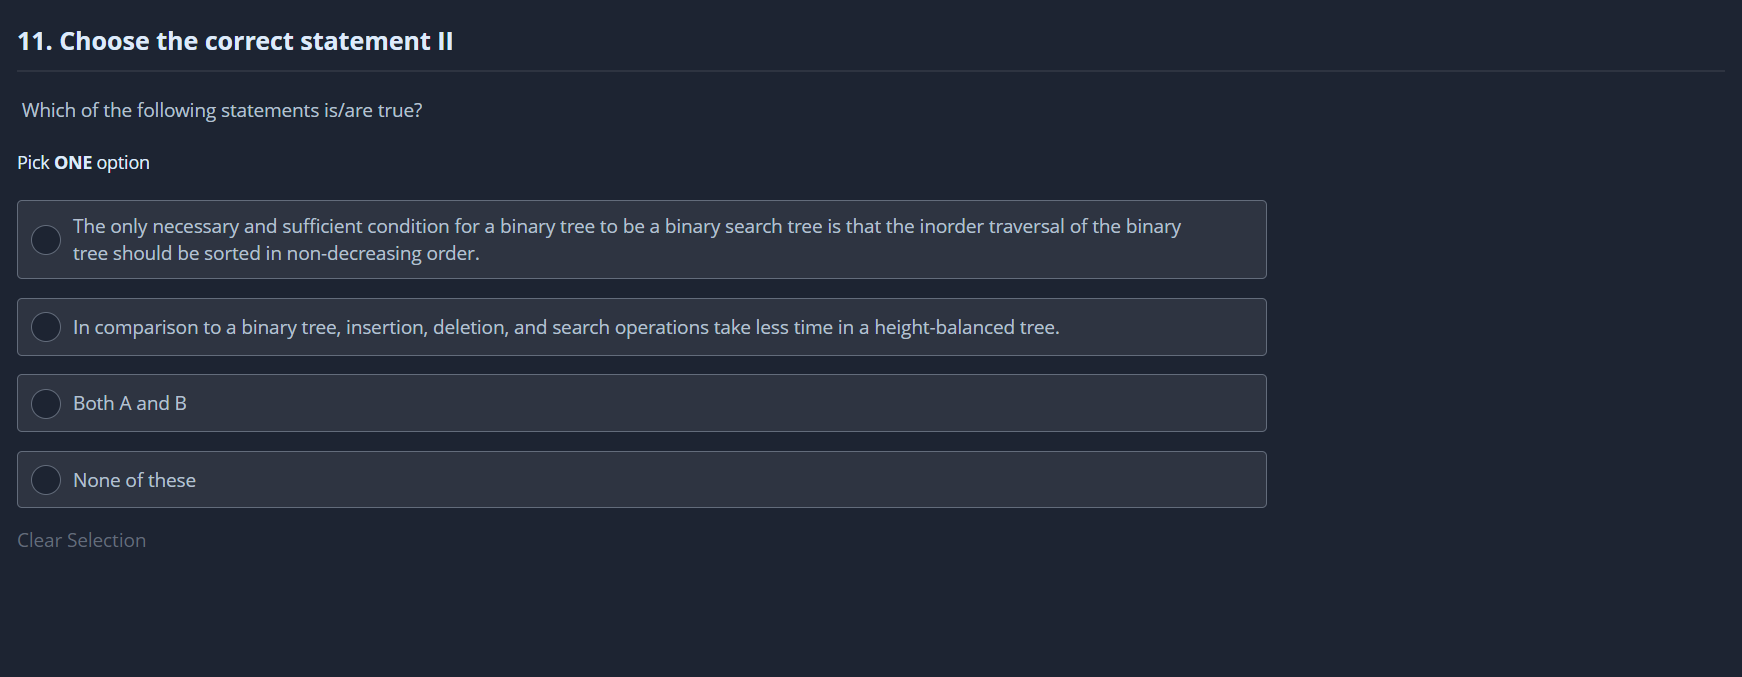 11. Choose the correct statement II
Which of the following statements is/are true?
Pick ONE option
The only necessary and sufficient condition for a binary tree to be a binary search tree is that the inorder traversal of the binary
tree should be sorted in non-decreasing order.
In comparison to a binary tree, insertion, deletion, and search operations take less time in a height-balanced tree.
Both A and B
None of these
Clear Selection